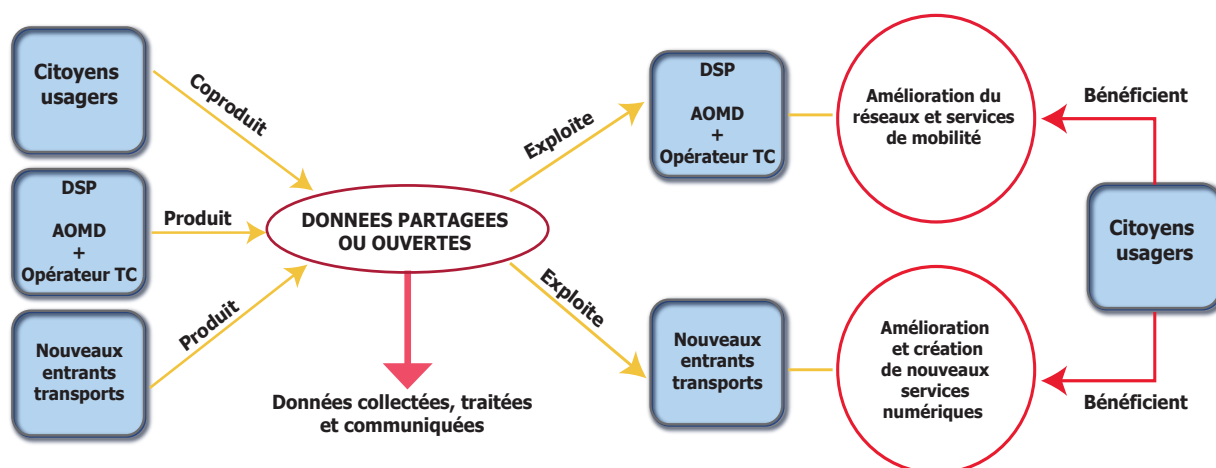 Citoyens
usagers
DSP
AOMD
+
Opérateur TC
Nouveaux
entrants
transports
Coproduit
Produit
Produit
DONNEES PARTAGEES
OU OUVERTES
Données collectées, traitées
et communiquées
Exploite
Exploite
DSP
AOMD
+
Opérateur TC
Nouveaux
entrants
transports
Amélioration du
réseaux et services
de mobilité
Amélioration
et création
de nouveaux
services
numériques
Bénéficient
Citoyens
usagers
Bénéficient